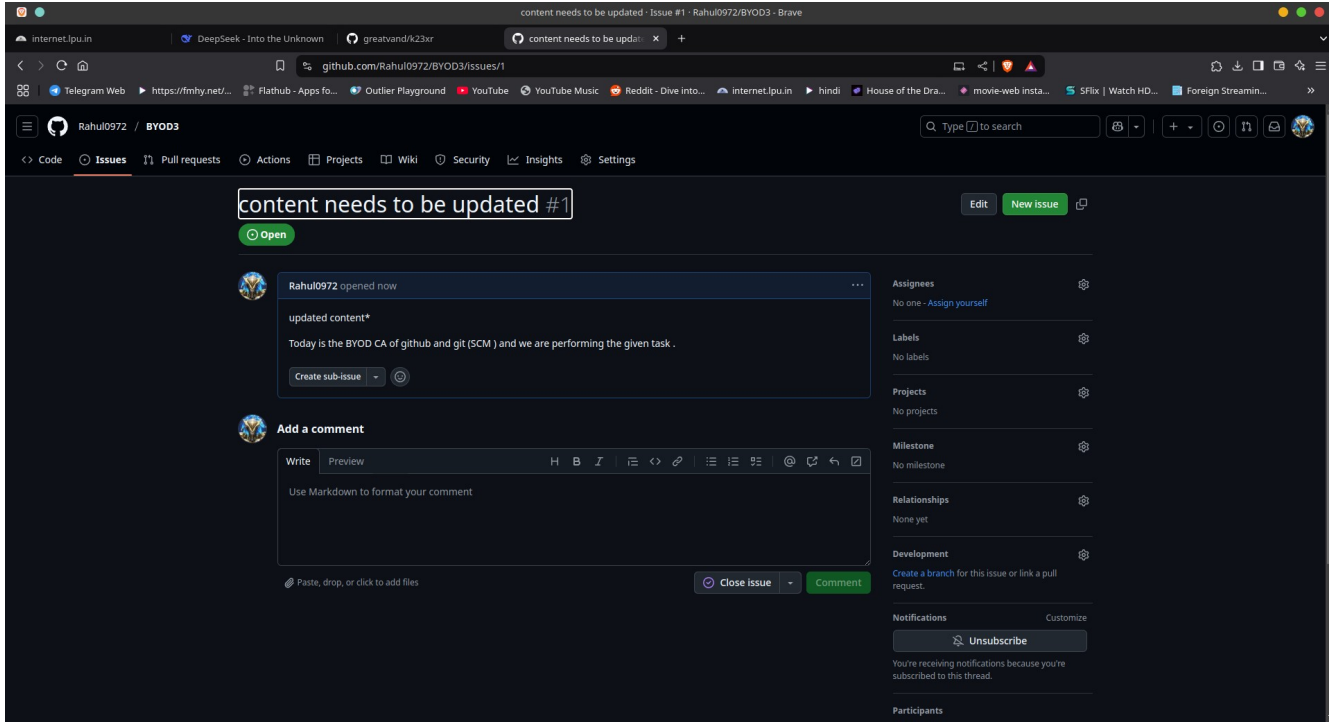 content needs to be updated · Issue #1 · Rahul0972/BYOD3 - Brave
internet.lpu.in
DeepSeek - Into the Unknown
greatvand/k23xr
content needs to be updat
github.com/Rahul0972/BYOD3/issues/1
Telegram Web
https://fmhy.net/...
Flathub - Apps fo...
Outlier Playground
YouTube
YouTube Music
Reddit - Dive into...
internet.lpu.in
hindi
House of the Dra...
movie-web insta...
SFlix | Watch HD...
Foreign Streamin...
»
Rahul0972 / BYOD3
Type / to search
Code
Issues
Pull requests
Actions
Projects
Wiki
Security
Insights
Settings
content needs to be updated #1
Edit
New issue
Open
Rahul0972 opened now
updated content*
Today is the BYOD CA of github and git (SCM ) and we are performing the given task .
Create sub-issue
Add a comment
Write
Preview
H B I
Use Markdown to format your comment
Paste, drop, or click to add files
Close issue
Comment
Assignees
No one - Assign yourself
Labels
No labels
Projects
No projects
Milestone
No milestone
Relationships
None yet
Development
Create a branch for this issue or link a pull
request.
Notifications
Customize
Unsubscribe
You're receiving notifications because you're
subscribed to this thread.
Participants